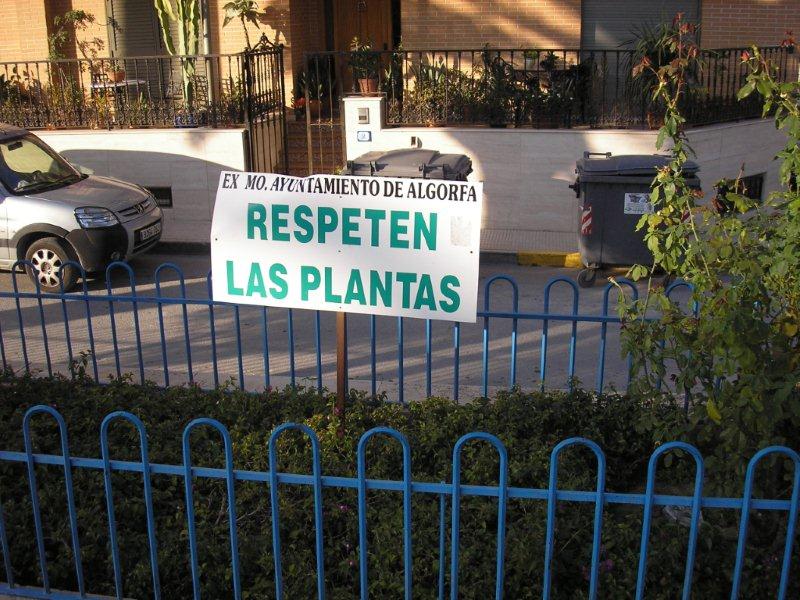 EX MO. AYUNTAMIENTO DE ALGORFA
RESPETEN
LAS PLANTAS